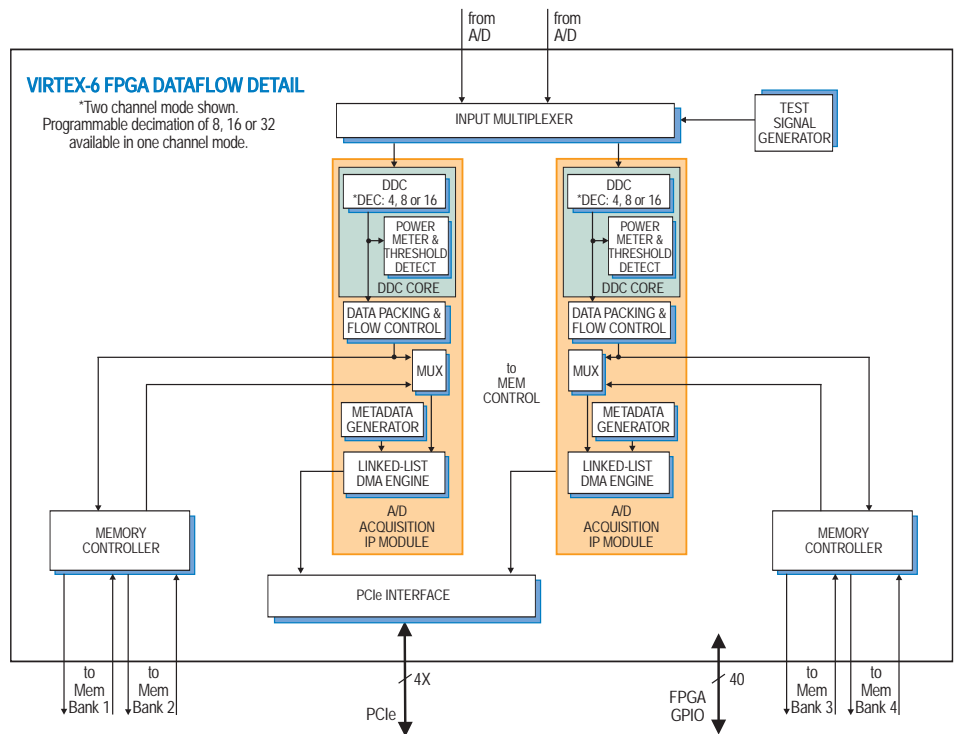 from
A/D
from
A/D
VIRTEX-6 FPGA DATAFLOW DETAIL
*Two channel mode shown.
Programmable decimation of 8, 16 or 32
available in one channel mode.
INPUT MULTIPLEXER
TEST
SIGNAL
GENERATOR
DDC
*DEC: 4, 8 or 16
POWER
METER &
THRESHOLD
DETECT
DDC CORE
DATA PACKING &
FLOW CONTROL
MUX
METADATA
GENERATOR
LINKED-LIST
DMA ENGINE
A/D
ACQUISITION
IP MODULE
to
MEM
CONTROL
DDC
*DEC: 4, 8 or 16
POWER
METER &
THRESHOLD
DETECT
DDC CORE
DATA PACKING &
FLOW CONTROL
MUX
METADATA
GENERATOR
LINKED-LIST
DMA ENGINE
A/D
ACQUISITION
IP MODULE
MEMORY
CONTROLLER
MEMORY
CONTROLLER
PCIe INTERFACE
to
Mem
Bank 1
to
Mem
Bank 2
4X
PCIe
40
FPGA
GPIO
to
Mem
Bank 3
to
Mem
Bank 4